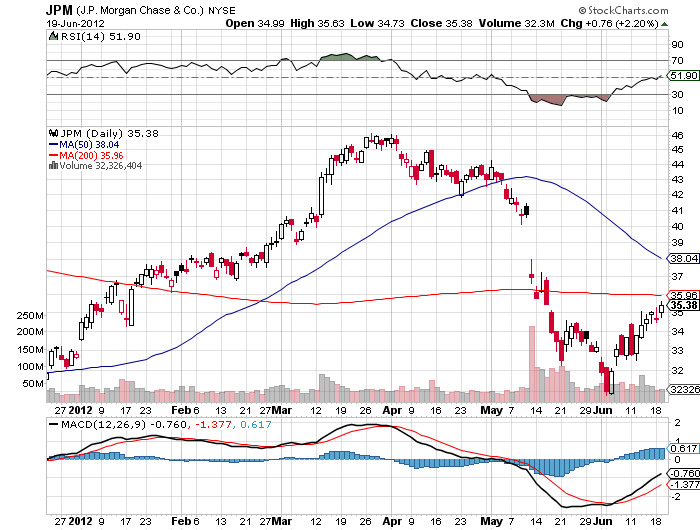 JPM (J.P. Morgan Chase & Co.) NYSE
© StockCharts.com
19-Jun-2012
Open 34.99 High 35.63 Low 34.73 Close 35.38 Volume 32.3M Chg +0.76 (+2.20%)
RSI(14) 51.90
90
70
51.90
30
10
JPM (Daily) 35.38
MA(50) 38.04
MA(200) 35.96
Volume 32,326,404
46
45
44
43
42
41
40
39
38.04
37
35.96
35.38
35
34
33
32
32326
250M
200M
150M
100M
50M
27 2012 9 17 23 Feb 6 13 21 27 Mar 12 19 26 Apr 9 16 23 May 7 14 21 29 Jun 11 18
MACD(12,26,9) -0.760, -1.377, 0.617
2
1
0.617
-0.760
-1.377
-2
27 2012 9 17 23 Feb 6 13 21 27 Mar 12 19 26 Apr 9 16 23 May 7 14 21 29 Jun 11 18